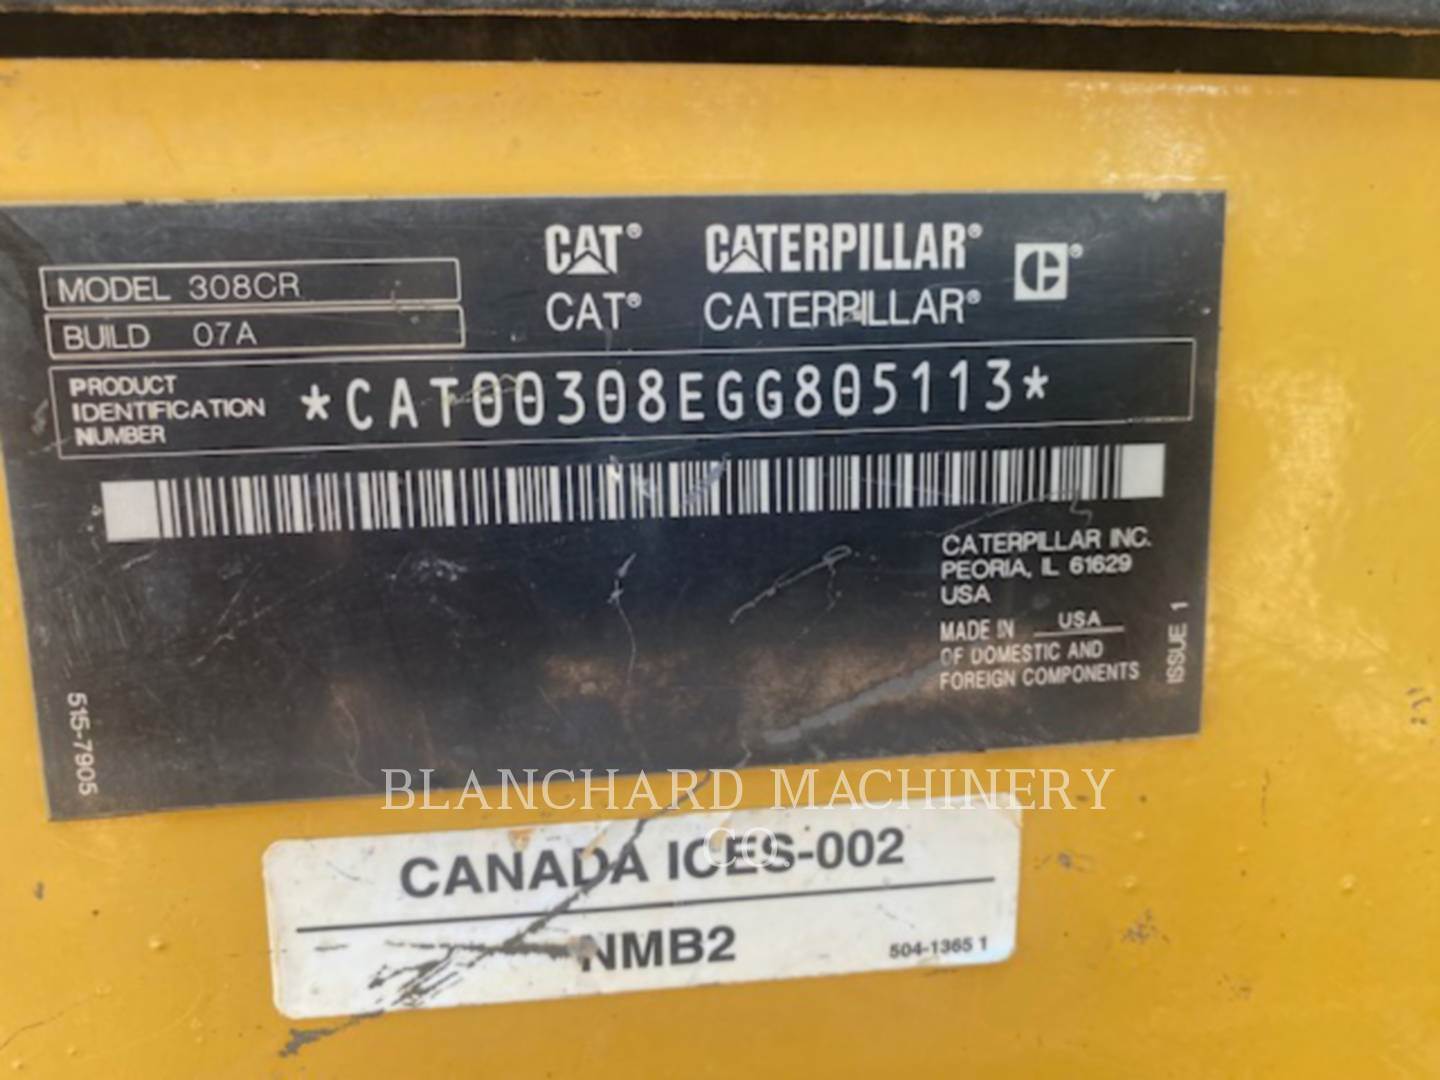 CAT® CATERPILLAR® ®
CAT® CATERPILLAR®
MODEL 308CR
BUILD 07A
PRODUCT
IDENTIFICATION
NUMBER
*CAT00308EGG805113*
CATERPILLAR INC.
PEORIA, IL 61629
USA
MADE IN USA
OF DOMESTIC AND
FOREIGN COMPONENTS
ISSUE 1
515-7905
BLANCHARD MACHINERY
CO.
CANADA ICES-002
NMB2
504-1365 1